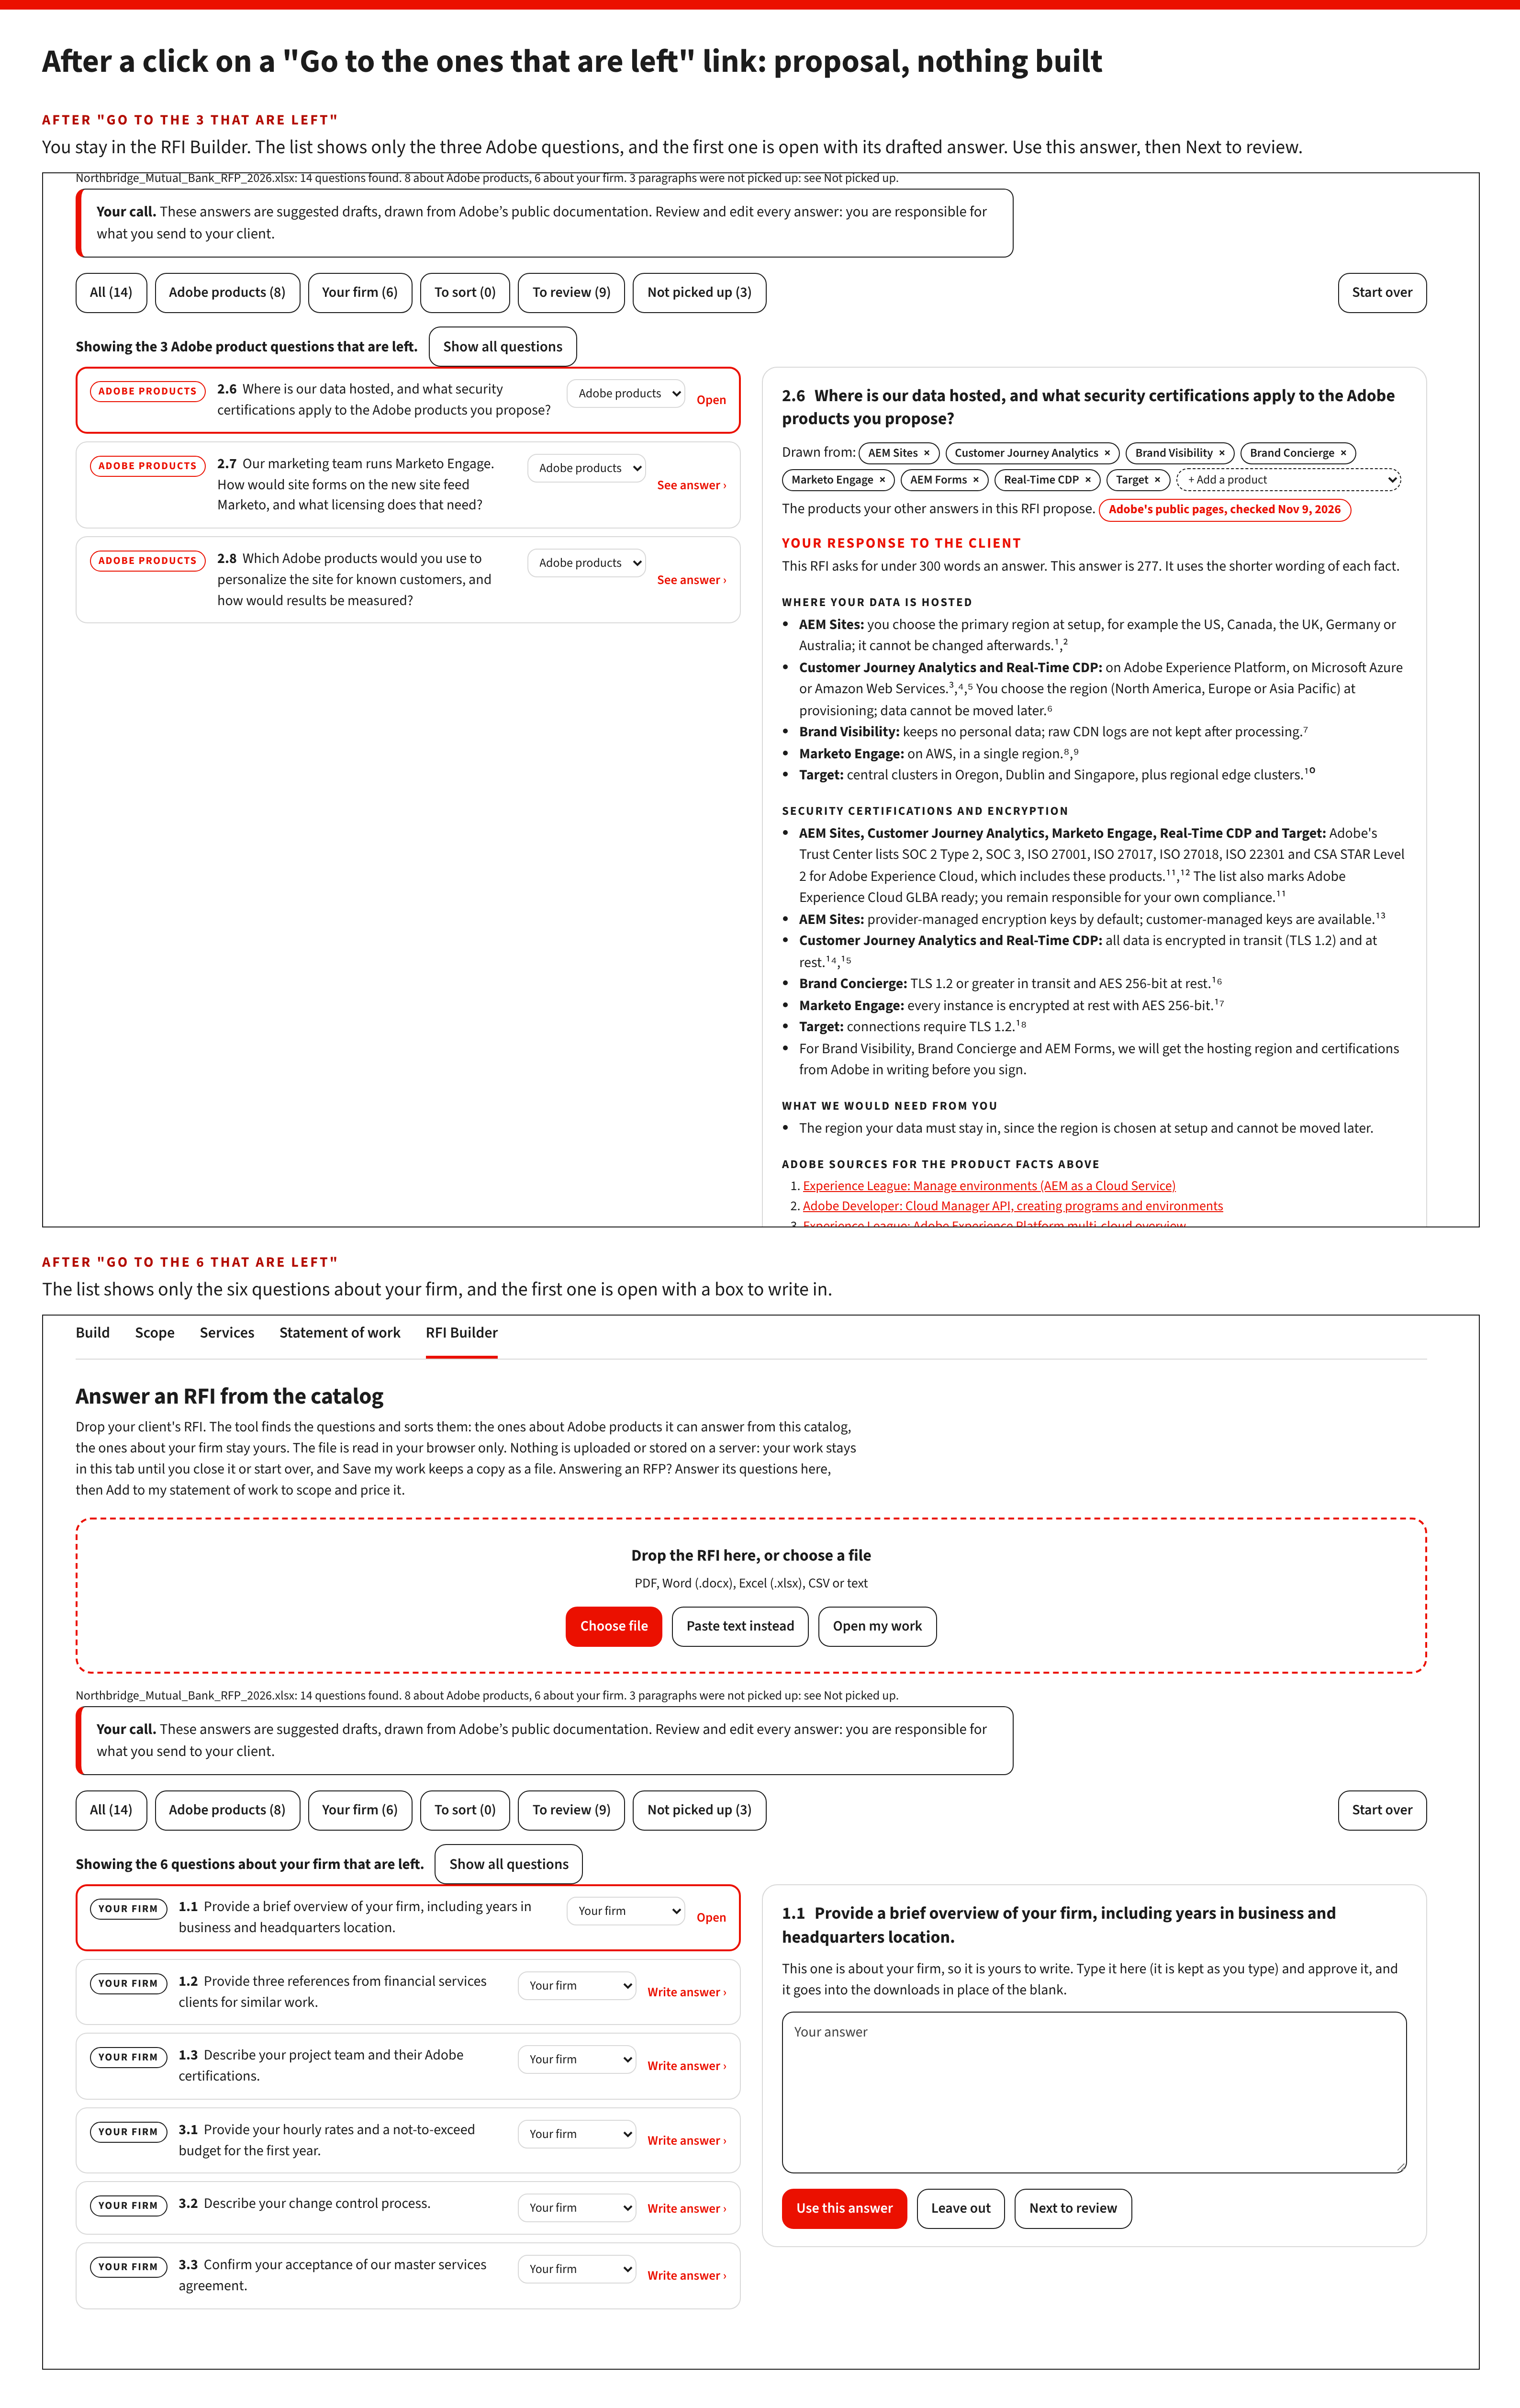 After a click on a "Go to the ones that are left" link: proposal, nothing built
AFTER "GO TO THE 3 THAT ARE LEFT"
You stay in the RFI Builder. The list shows only the three Adobe questions, and the first one is open with its drafted answer. Use this answer, then Next to review.
Northbridge_Mutual_Bank_RFP_2026.xlsx: 14 questions found. 8 about Adobe products, 6 about your firm. 3 paragraphs were not picked up: see Not picked up.
Your call. These answers are suggested drafts, drawn from Adobe’s public documentation. Review and edit every answer: you are responsible for
what you send to your client.
All (14) Adobe products (8) Your firm (6) To sort (0) To review (9) Not picked up (3) Start over
Showing the 3 Adobe product questions that are left. Show all questions
ADOBE PRODUCTS 2.6 Where is our data hosted, and what security
certifications apply to the Adobe products you propose? Adobe products Open
ADOBE PRODUCTS 2.7 Our marketing team runs Marketo Engage.
How would site forms on the new site feed
Marketo, and what licensing does that need? Adobe products See answer ›
ADOBE PRODUCTS 2.8 Which Adobe products would you use to
personalize the site for known customers, and
how would results be measured? Adobe products See answer ›
2.6 Where is our data hosted, and what security certifications apply to the Adobe
products you propose?
Drawn from: AEM Sites × Customer Journey Analytics × Brand Visibility × Brand Concierge ×
Marketo Engage × AEM Forms × Real-Time CDP × Target × + Add a product
The products your other answers in this RFI propose. Adobe's public pages, checked Nov 9, 2026
YOUR RESPONSE TO THE CLIENT
This RFI asks for under 300 words an answer. This answer is 277. It uses the shorter wording of each fact.
WHERE YOUR DATA IS HOSTED
• AEM Sites: you choose the primary region at setup, for example the US, Canada, the UK, Germany or
Australia; it cannot be changed afterwards.¹,²
• Customer Journey Analytics and Real-Time CDP: on Adobe Experience Platform, on Microsoft Azure
or Amazon Web Services.³,⁴,⁵ You choose the region (North America, Europe or Asia Pacific) at
provisioning; data cannot be moved later.⁶
• Brand Visibility: keeps no personal data; raw CDN logs are not kept after processing.⁷
• Marketo Engage: on AWS, in a single region.⁸,⁹
• Target: central clusters in Oregon, Dublin and Singapore, plus regional edge clusters.¹⁰
SECURITY CERTIFICATIONS AND ENCRYPTION
• AEM Sites, Customer Journey Analytics, Marketo Engage, Real-Time CDP and Target: Adobe's
Trust Center lists SOC 2 Type 2, SOC 3, ISO 27001, ISO 27017, ISO 27018, ISO 22301 and CSA STAR Level
2 for Adobe Experience Cloud, which includes these products.¹¹,¹² The list also marks Adobe
Experience Cloud GLBA ready; you remain responsible for your own compliance.¹¹
• AEM Sites: provider-managed encryption keys by default; customer-managed keys are available.¹³
• Customer Journey Analytics and Real-Time CDP: all data is encrypted in transit (TLS 1.2) and at
rest.¹⁴,¹⁵
• Brand Concierge: TLS 1.2 or greater in transit and AES 256-bit at rest.¹⁶
• Marketo Engage: every instance is encrypted at rest with AES 256-bit.¹⁷
• Target: connections require TLS 1.2.¹⁸
• For Brand Visibility, Brand Concierge and AEM Forms, we will get the hosting region and certifications
from Adobe in writing before you sign.
WHAT WE WOULD NEED FROM YOU
• The region your data must stay in, since the region is chosen at setup and cannot be moved later.
ADOBE SOURCES FOR THE PRODUCT FACTS ABOVE
1. Experience League: Manage environments (AEM as a Cloud Service)
2. Adobe Developer: Cloud Manager API, creating programs and environments
3. Experience League: Adobe Experience Platform multi-cloud overview
AFTER "GO TO THE 6 THAT ARE LEFT"
The list shows only the six questions about your firm, and the first one is open with a box to write in.
Build Scope Services Statement of work RFI Builder
Answer an RFI from the catalog
Drop your client's RFI. The tool finds the questions and sorts them: the ones about Adobe products it can answer from this catalog,
the ones about your firm stay yours. The file is read in your browser only. Nothing is uploaded or stored on a server: your work stays
in this tab until you close it or start over, and Save my work keeps a copy as a file. Answering an RFP? Answer its questions here,
then Add to my statement of work to scope and price it.
Drop the RFI here, or choose a file
PDF, Word (.docx), Excel (.xlsx), CSV or text
Choose file Paste text instead Open my work
Northbridge_Mutual_Bank_RFP_2026.xlsx: 14 questions found. 8 about Adobe products, 6 about your firm. 3 paragraphs were not picked up: see Not picked up.
Your call. These answers are suggested drafts, drawn from Adobe’s public documentation. Review and edit every answer: you are responsible for
what you send to your client.
All (14) Adobe products (8) Your firm (6) To sort (0) To review (9) Not picked up (3) Start over
Showing the 6 questions about your firm that are left. Show all questions
YOUR FIRM 1.1 Provide a brief overview of your firm, including years in
business and headquarters location. Your firm Open
YOUR FIRM 1.2 Provide three references from financial services
clients for similar work. Your firm Write answer ›
YOUR FIRM 1.3 Describe your project team and their Adobe
certifications. Your firm Write answer ›
YOUR FIRM 3.1 Provide your hourly rates and a not-to-exceed
budget for the first year. Your firm Write answer ›
YOUR FIRM 3.2 Describe your change control process. Your firm Write answer ›
YOUR FIRM 3.3 Confirm your acceptance of our master services
agreement. Your firm Write answer ›
1.1 Provide a brief overview of your firm, including years in business and
headquarters location.
This one is about your firm, so it is yours to write. Type it here (it is kept as you type) and approve it, and
it goes into the downloads in place of the blank.
Your answer
Use this answer Leave out Next to review